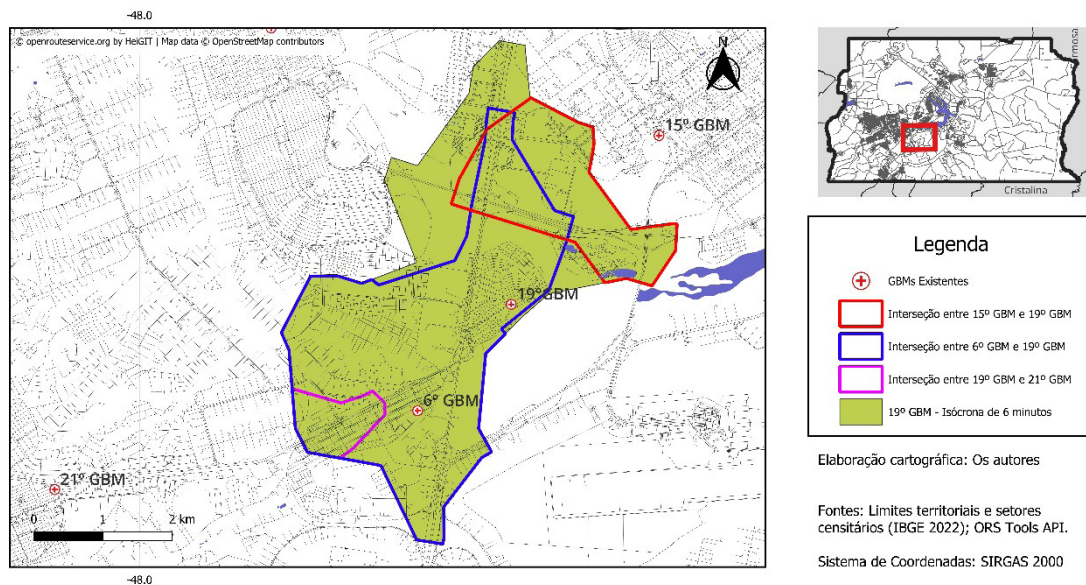 -48.0
© openrouteservice.org by HeiGIT | Map data © OpenStreetMap contributors
N
15º GBM
19ºGBM
6º GBM
21º GBM
0 1 2 km
-48.0
Cristalina
Legenda
GBMs Existentes
Interseção entre 15º GBM e 19º GBM
Interseção entre 6º GBM e 19º GBM
Interseção entre 19º GBM e 21º GBM
19º GBM - Isócrona de 6 minutos
Elaboração cartográfica: Os autores
Fontes: Limites territoriais e setores
censitários (IBGE 2022); ORS Tools API.
Sistema de Coordenadas: SIRGAS 2000